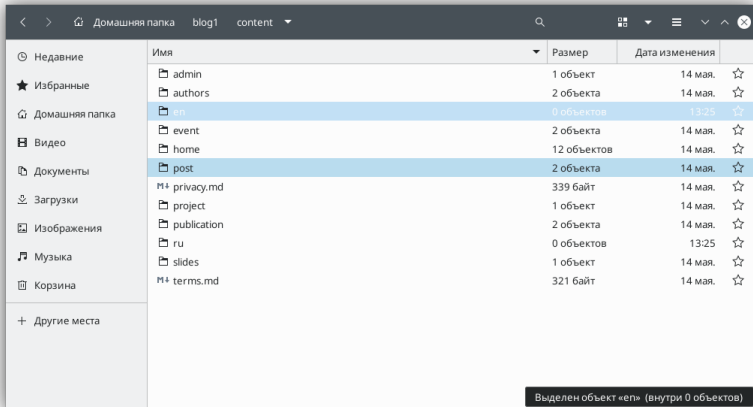 Домашняя папка blog1 content
Недавние
Избранные
Домашняя папка
Видео
Документы
Загрузки
Изображения
Музыка
Корзина
+ Другие места
Имя Размер Дата изменения
admin 1 объект 14 мая.
authors 2 объекта 14 мая.
en 0 объектов 13:25
event 2 объекта 14 мая.
home 12 объектов 14 мая.
post 2 объекта 14 мая.
M↓ privacy.md 339 байт 14 мая.
project 1 объект 14 мая.
publication 2 объекта 14 мая.
ru 0 объектов 13:25
slides 1 объект 14 мая.
M↓ terms.md 321 байт 14 мая.
Выделен объект «en» (внутри 0 объектов)